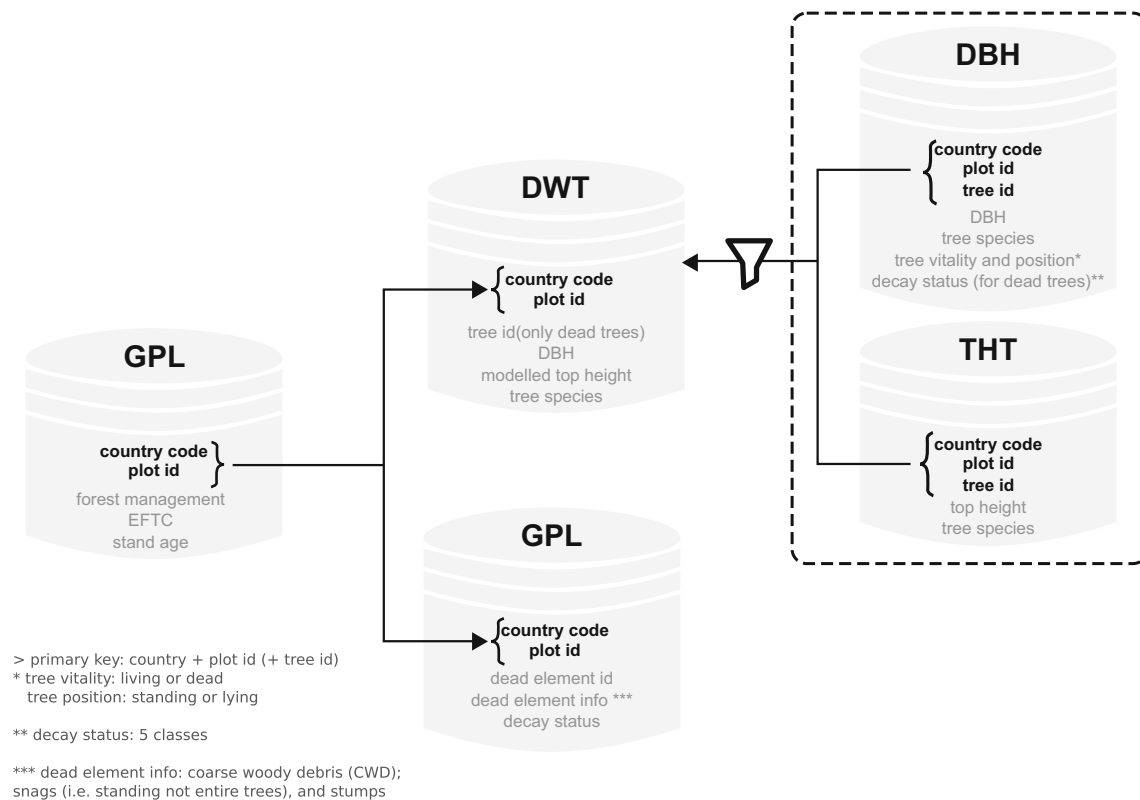 DBH
country code
plot id
tree id
DBH
tree species
tree vitality and position*
decay status (for dead trees)**
DWT
country code
plot id
tree id(only dead trees)
DBH
modelled top height
tree species
GPL
country code
plot id
forest management
EFTC
stand age
THT
country code
plot id
tree id
top height
tree species
GPL
country code
plot id
dead element id
dead element info ***
decay status
> primary key: country + plot id (+ tree id)
* tree vitality: living or dead
tree position: standing or lying
** decay status: 5 classes
*** dead element info: coarse woody debris (CWD);
snags (i.e. standing not entire trees), and stumps